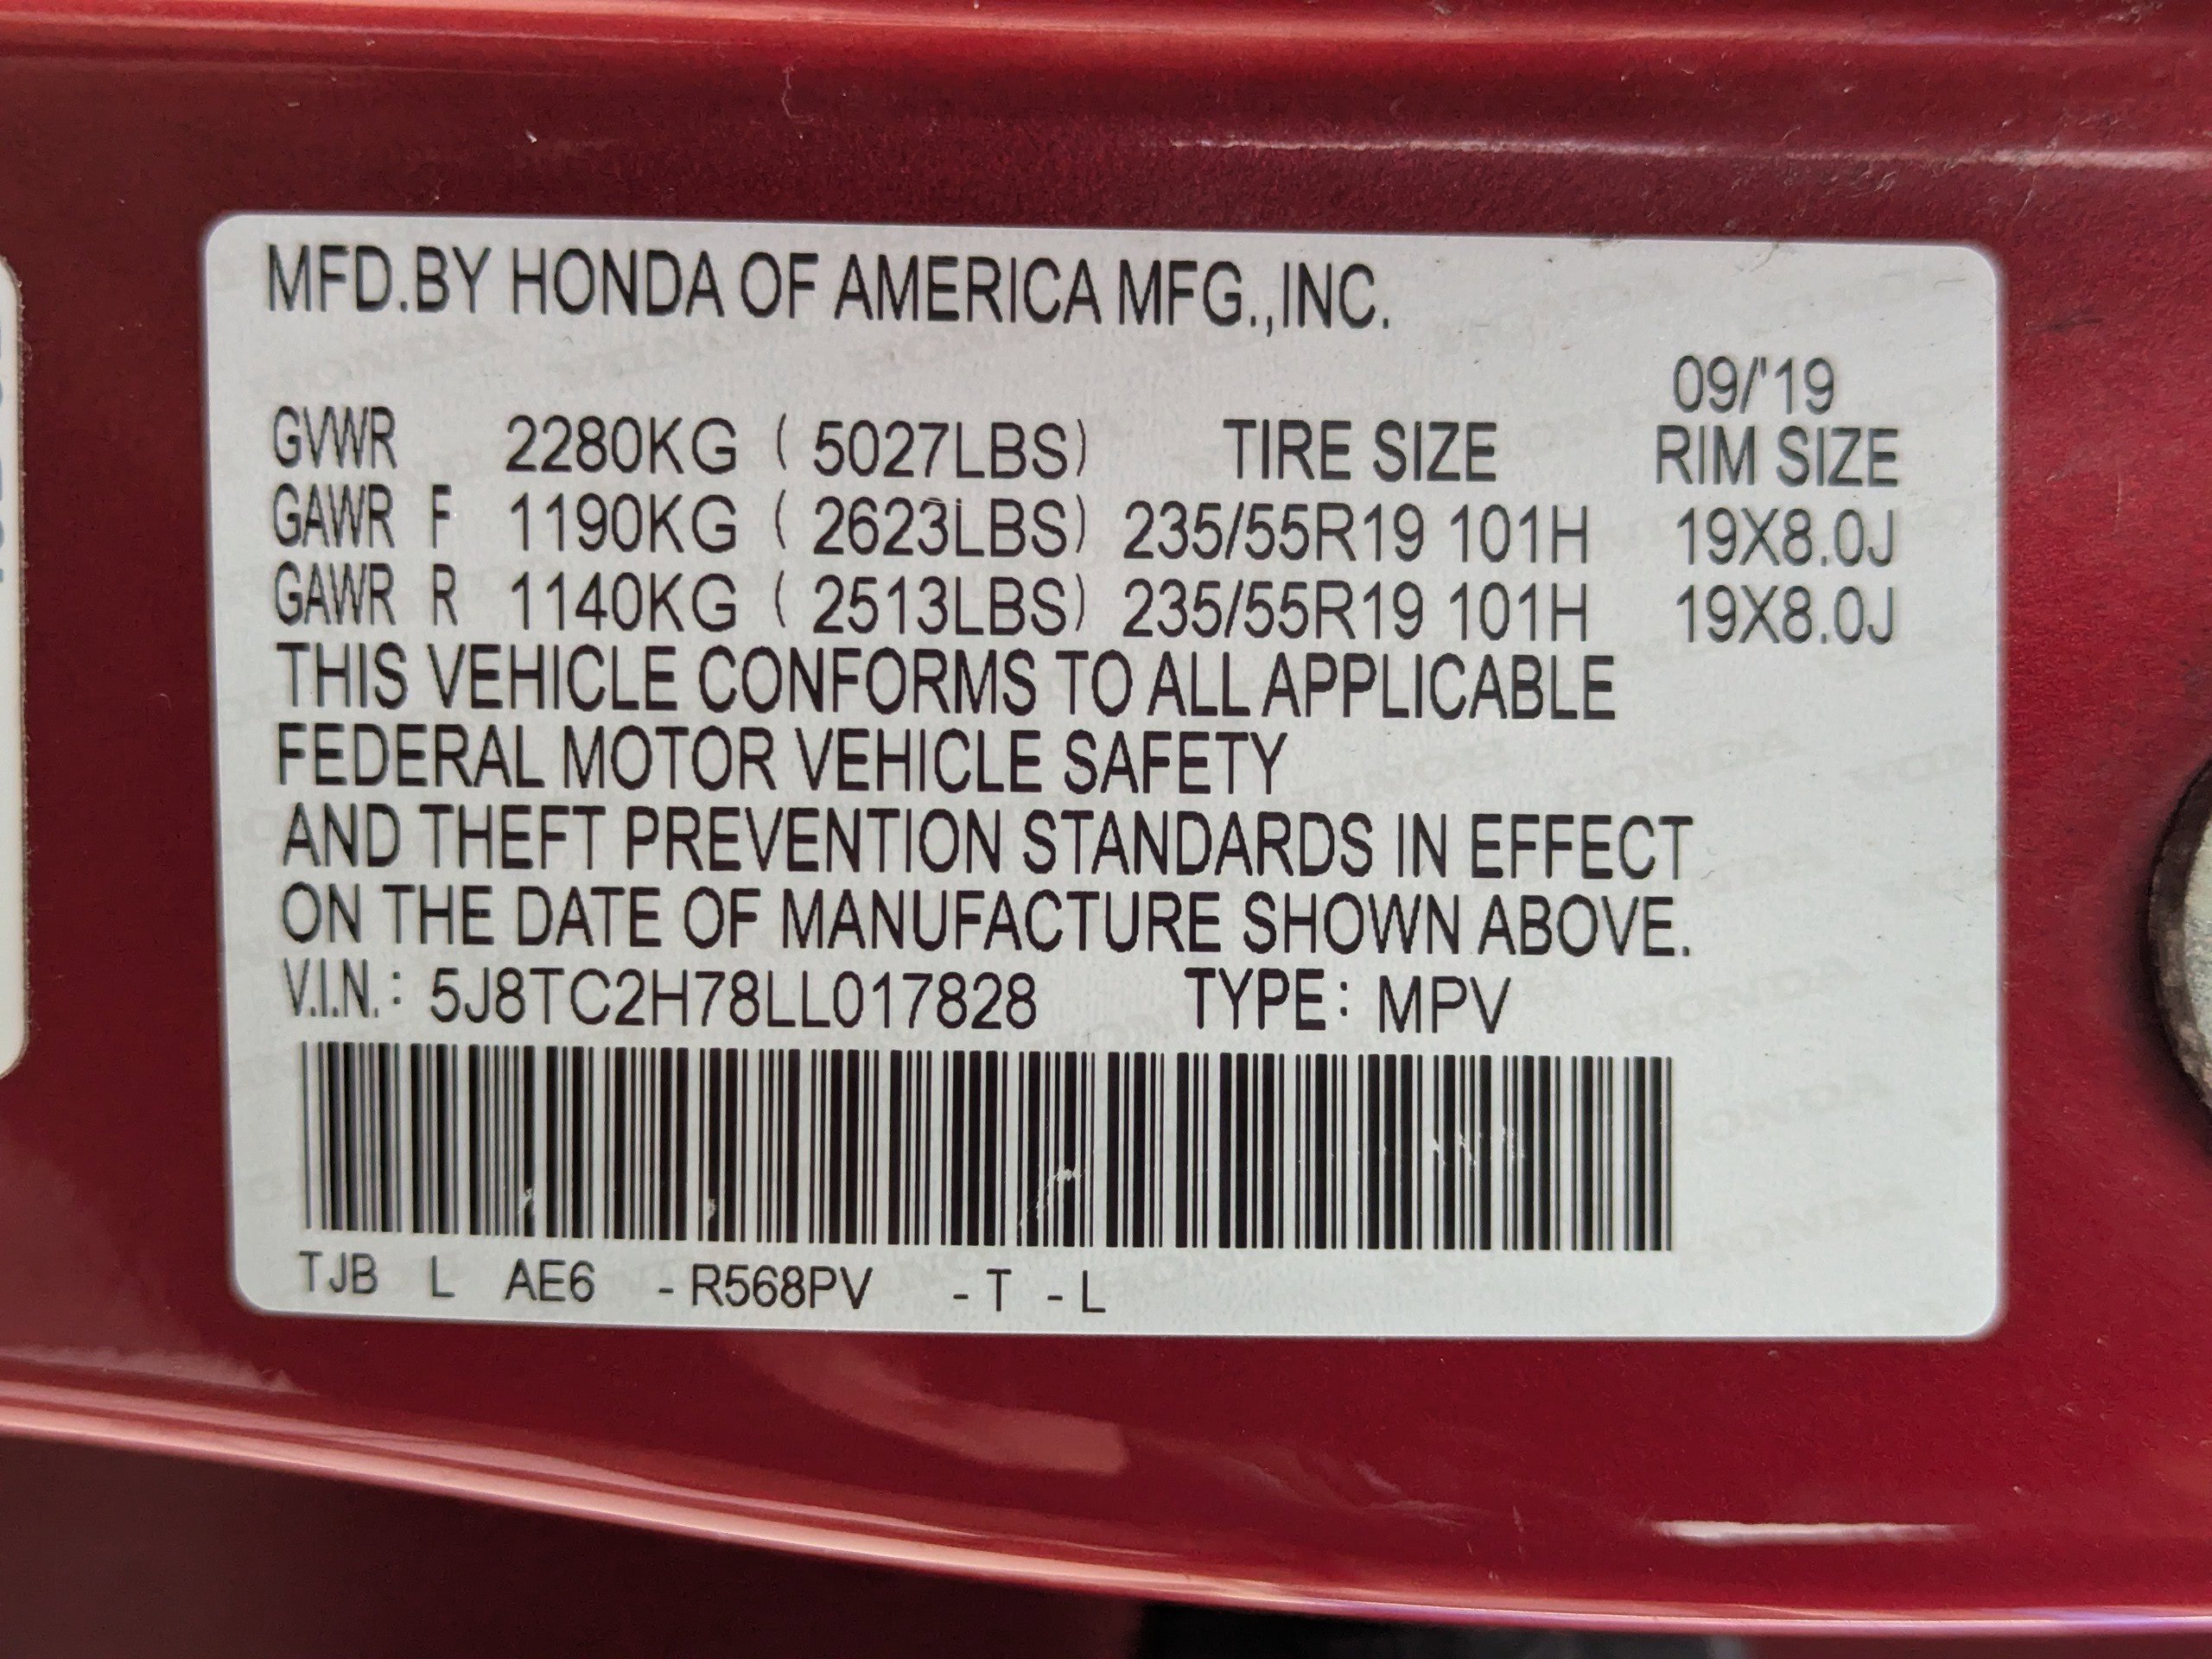 MFD.BY HONDA OF AMERICA MFG.,INC.
09/'19
GVWR 2280KG ( 5027LBS) TIRE SIZE RIM SIZE
GAWR F 1190KG ( 2623LBS) 235/55R19 101H 19X8.0J
GAWR R 1140KG ( 2513LBS) 235/55R19 101H 19X8.0J
THIS VEHICLE CONFORMS TO ALL APPLICABLE
FEDERAL MOTOR VEHICLE SAFETY
AND THEFT PREVENTION STANDARDS IN EFFECT
ON THE DATE OF MANUFACTURE SHOWN ABOVE.
V.I.N.: 5J8TC2H78LL017828 TYPE: MPV
TJB L AE6 - R568PV - T - L